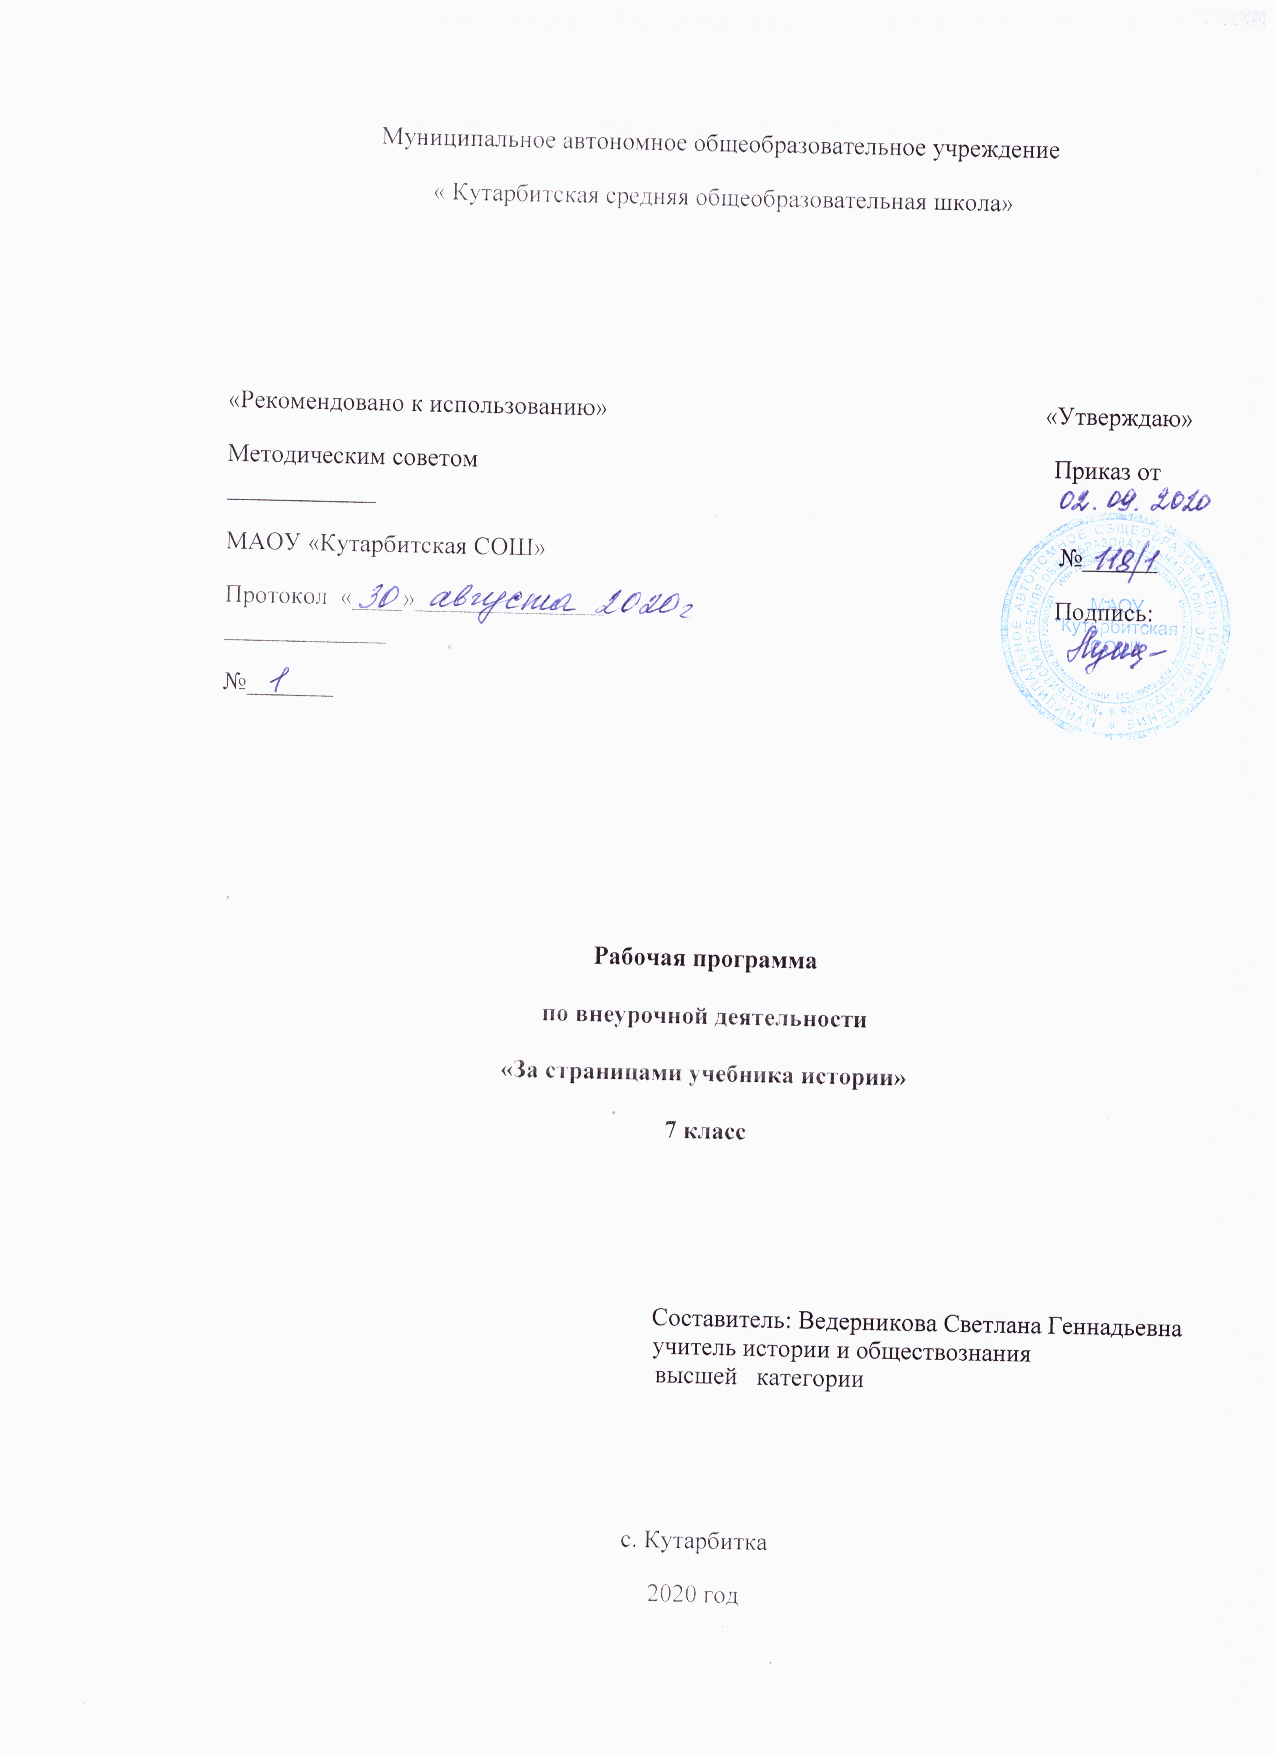 Муниципальное автономное общеобразовательное учреждение
« Кутарбитская средняя общеобразовательная школа»
«Рекомендовано к использованию»
Методическим советом
МАОУ «Кутарбитская СОШ»
Протокол «30» августа 2020г
№ 1
«Утверждаю»
Приказ от
02.09.2020
№ 118/1
Подпись:
МАОУ
"Кутарбитская
Рабочая программа
по внеурочной деятельности
«За страницами учебника истории»
7 класс
Составитель: Ведерникова Светлана Геннадьевна
учитель истории и обществознания
высшей категории
с. Кутарбитка
2020 год